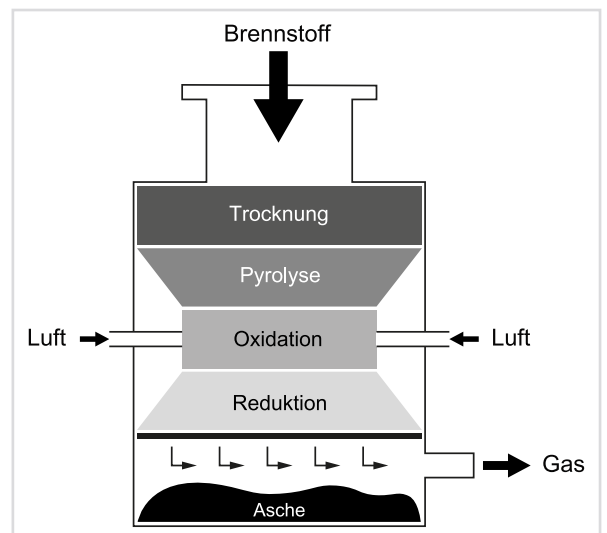 Brennstoff
Trocknung
Pyrolyse
Luft Oxidation Luft
Reduktion
Gas
Asche